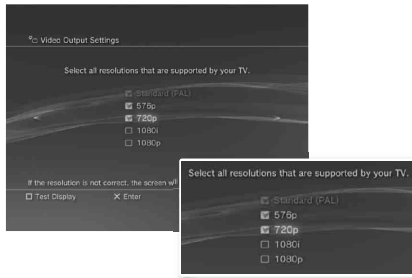 Video Output Settings
Select all resolutions that are supported by your TV.
Standard (PAL)
576p
720p
1080i
1080p
If the resolution is not correct, the screen wil
Test Display
Enter
Select all resolutions that are supported by your TV.
Standard (PAL)
576p
720p
1080i
1080p